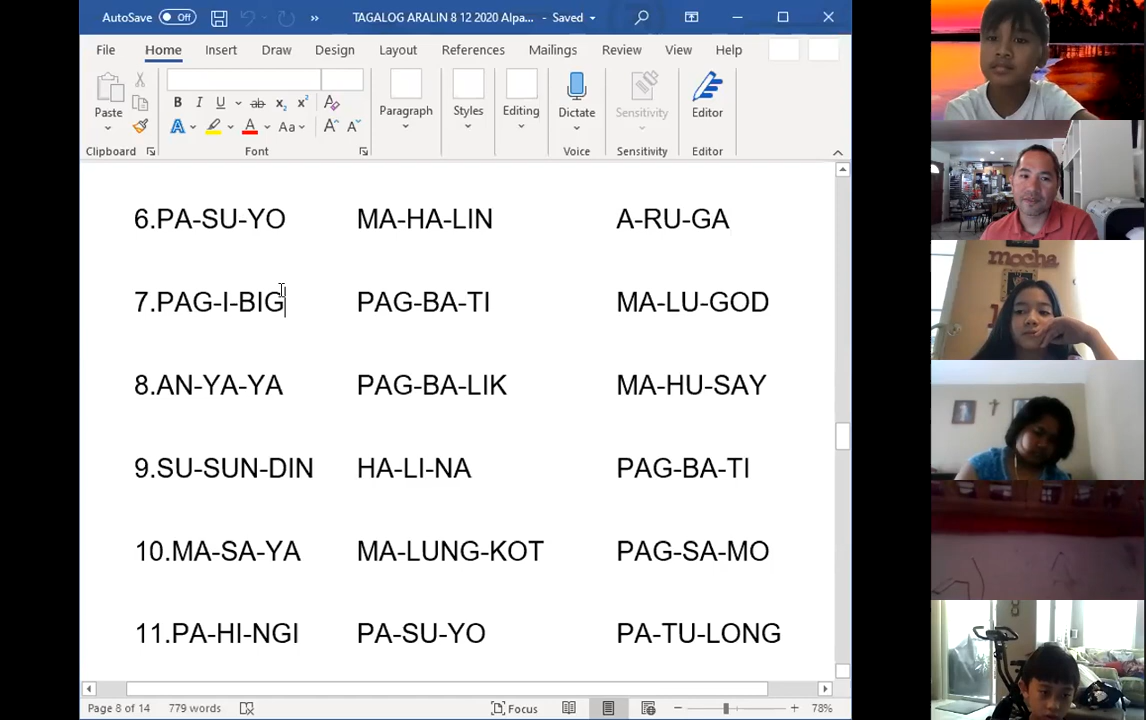 AutoSave Off TAGALOG ARALIN 8 12 2020 Alpa... - Saved
File Home Insert Draw Design Layout References Mailings Review View Help
Paste Paragraph Styles Editing Dictate Sensitivity Editor
Clipboard Font Voice Sensitivity Editor
6.PA-SU-YO MA-HA-LIN A-RU-GA
7.PAG-I-BIG PAG-BA-TI MA-LU-GOD
8.AN-YA-YA PAG-BA-LIK MA-HU-SAY
9.SU-SUN-DIN HA-LI-NA PAG-BA-TI
10.MA-SA-YA MA-LUNG-KOT PAG-SA-MO
11.PA-HI-NGI PA-SU-YO PA-TU-LONG
Page 8 of 14 779 words Focus 78%
mocha